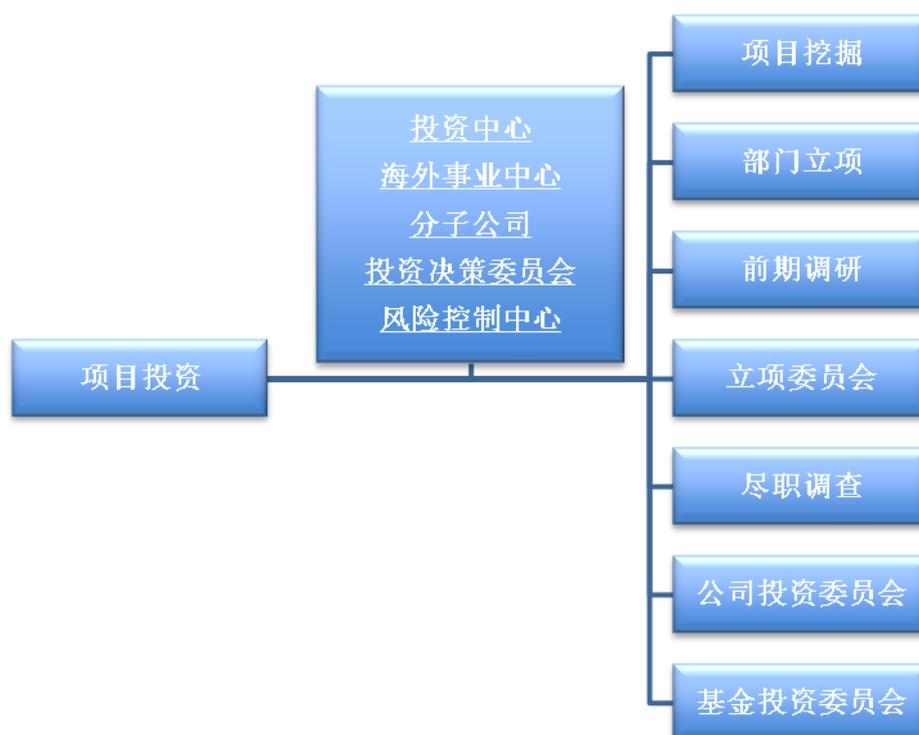 项目投资
投资中心
海外事业中心
分子公司
投资决策委员会
风险控制中心
项目挖掘
部门立项
前期调研
立项委员会
尽职调查
公司投资委员会
基金投资委员会